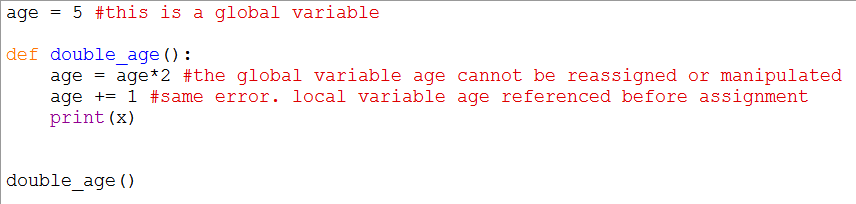 age = 5 #this is a global variable
def double_age():
    age = age*2 #the global variable age cannot be reassigned or manipulated
    age += 1 #same error. local variable age referenced before assignment
    print(x)
double_age()